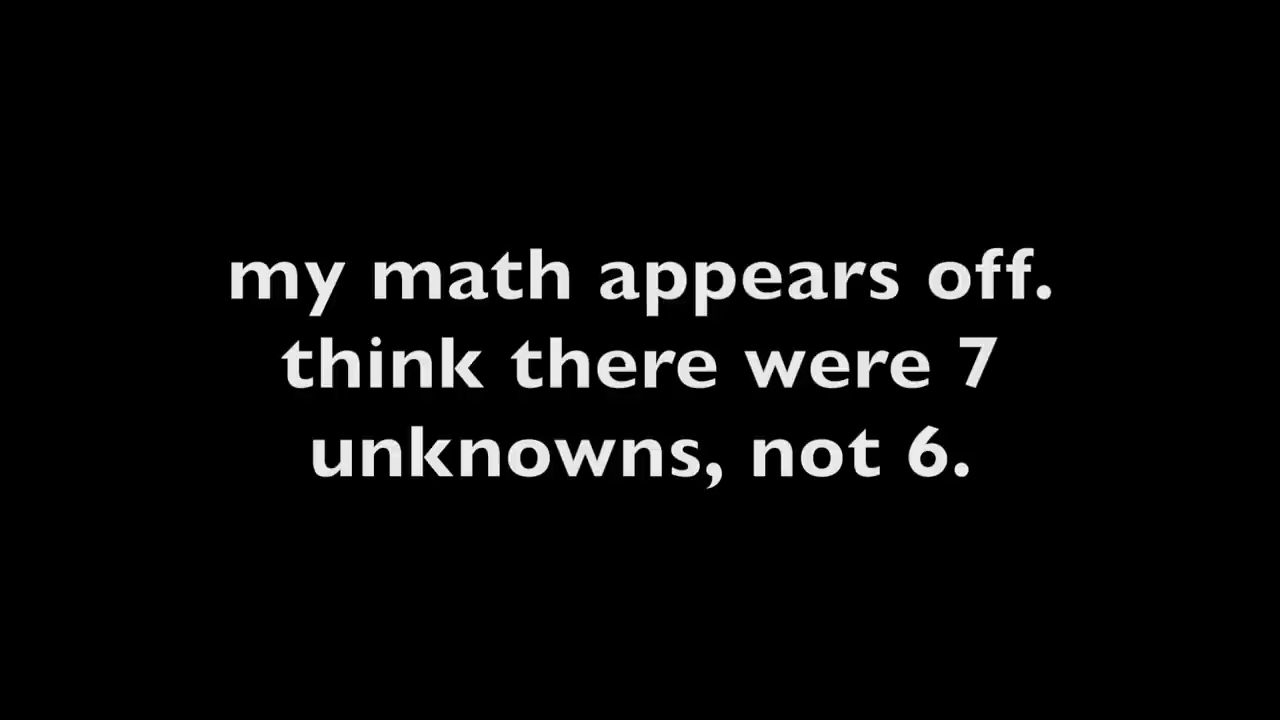 my math appears off.
think there were 7
unknowns, not 6.